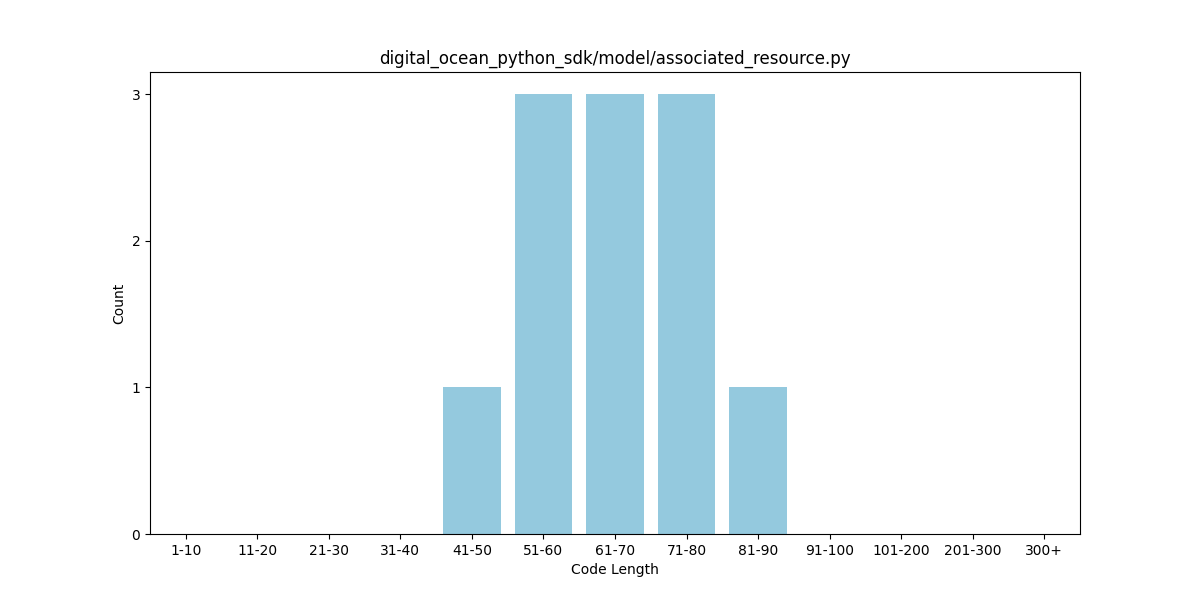 digital_ocean_python_sdk/model/associated_resource.py
3
2
1
0
Count
1-10 11-20 21-30 31-40 41-50 51-60 61-70 71-80 81-90 91-100 101-200 201-300 300+
Code Length